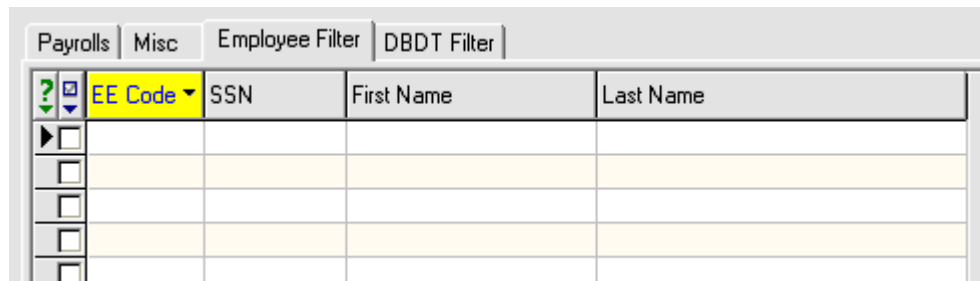 Payrolls Misc Employee Filter DBDT Filter
? EE Code SSN First Name Last Name